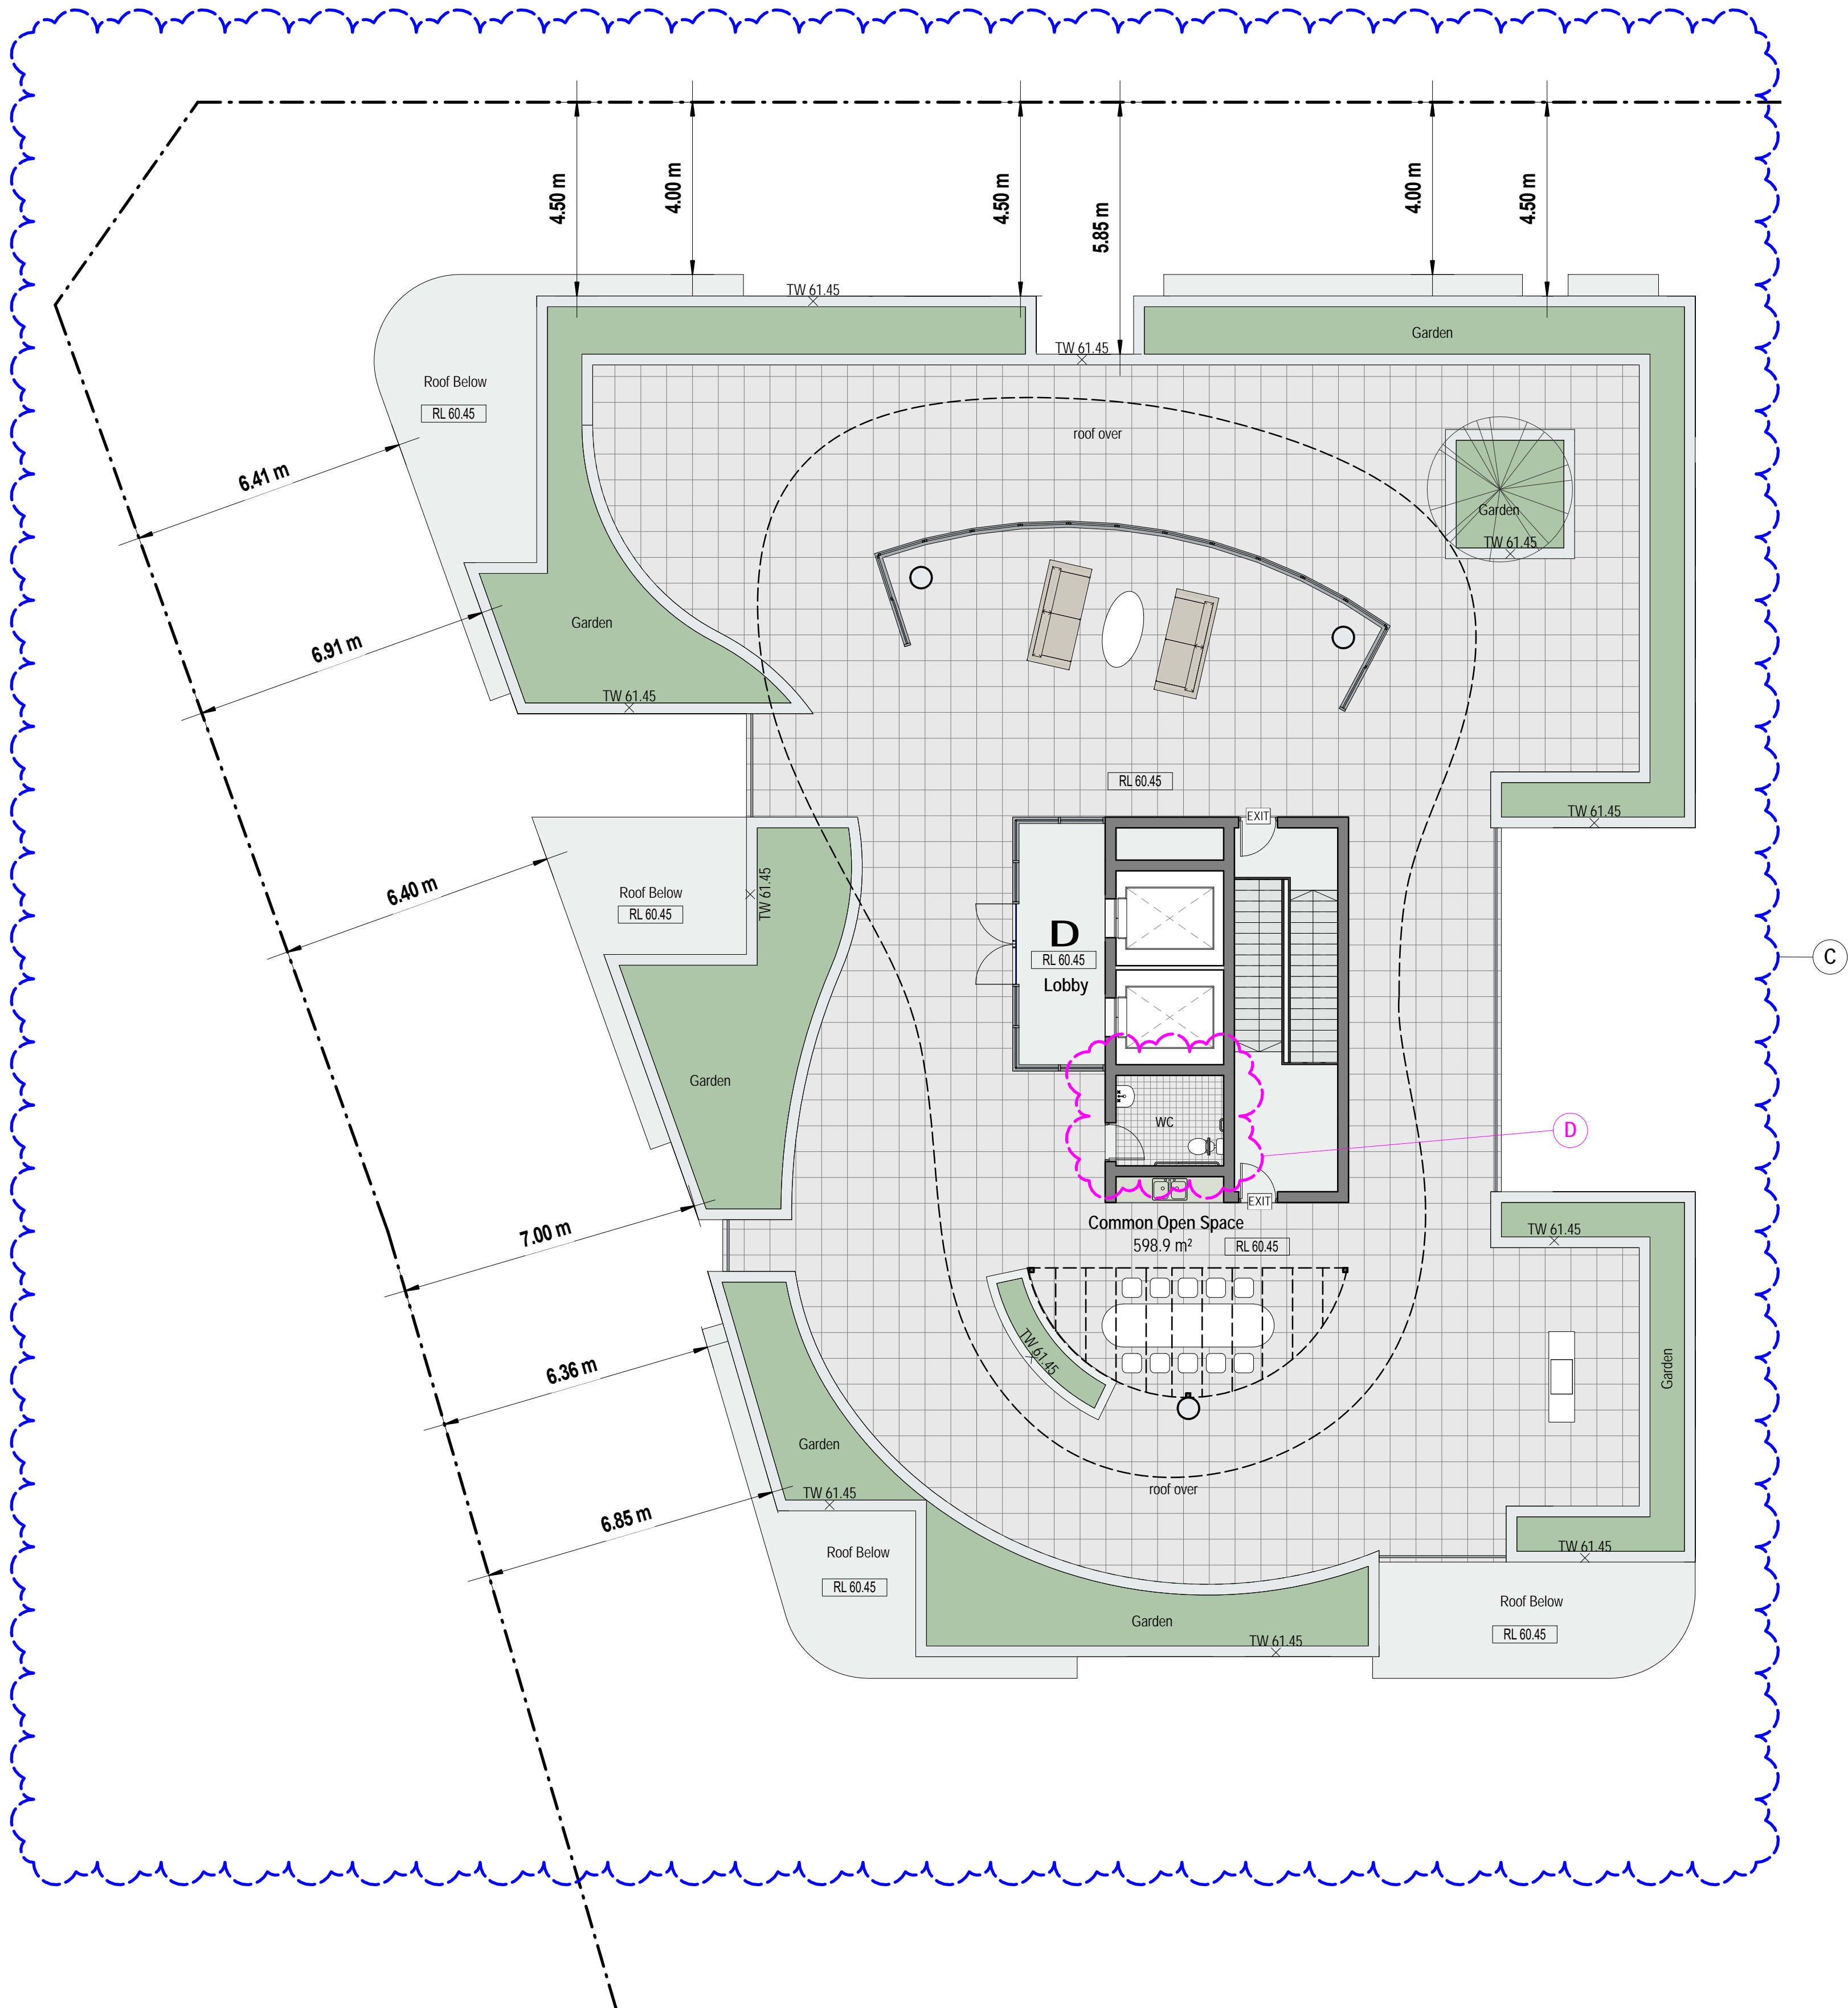 4.50 m
4.00 m
4.50 m
5.85 m
4.00 m
4.50 m
TW 61.45
Garden
TW 61.45
Roof Below
RL 60.45
roof over
6.41 m
Garden
TW 61.45
Garden
6.91 m
TW 61.45
RL 60.45
TW 61.45
EXIT
6.40 m
Roof Below
RL 60.45
TW 61.45
D
RL 60.45
Lobby
C
Garden
WC
D
EXIT
Common Open Space
598.9 m²
RL 60.45
TW 61.45
7.00 m
TW 61.45
6.36 m
Garden
Garden
TW 61.45
roof over
6.85 m
Roof Below
RL 60.45
TW 61.45
Roof Below
RL 60.45
Garden
TW 61.45